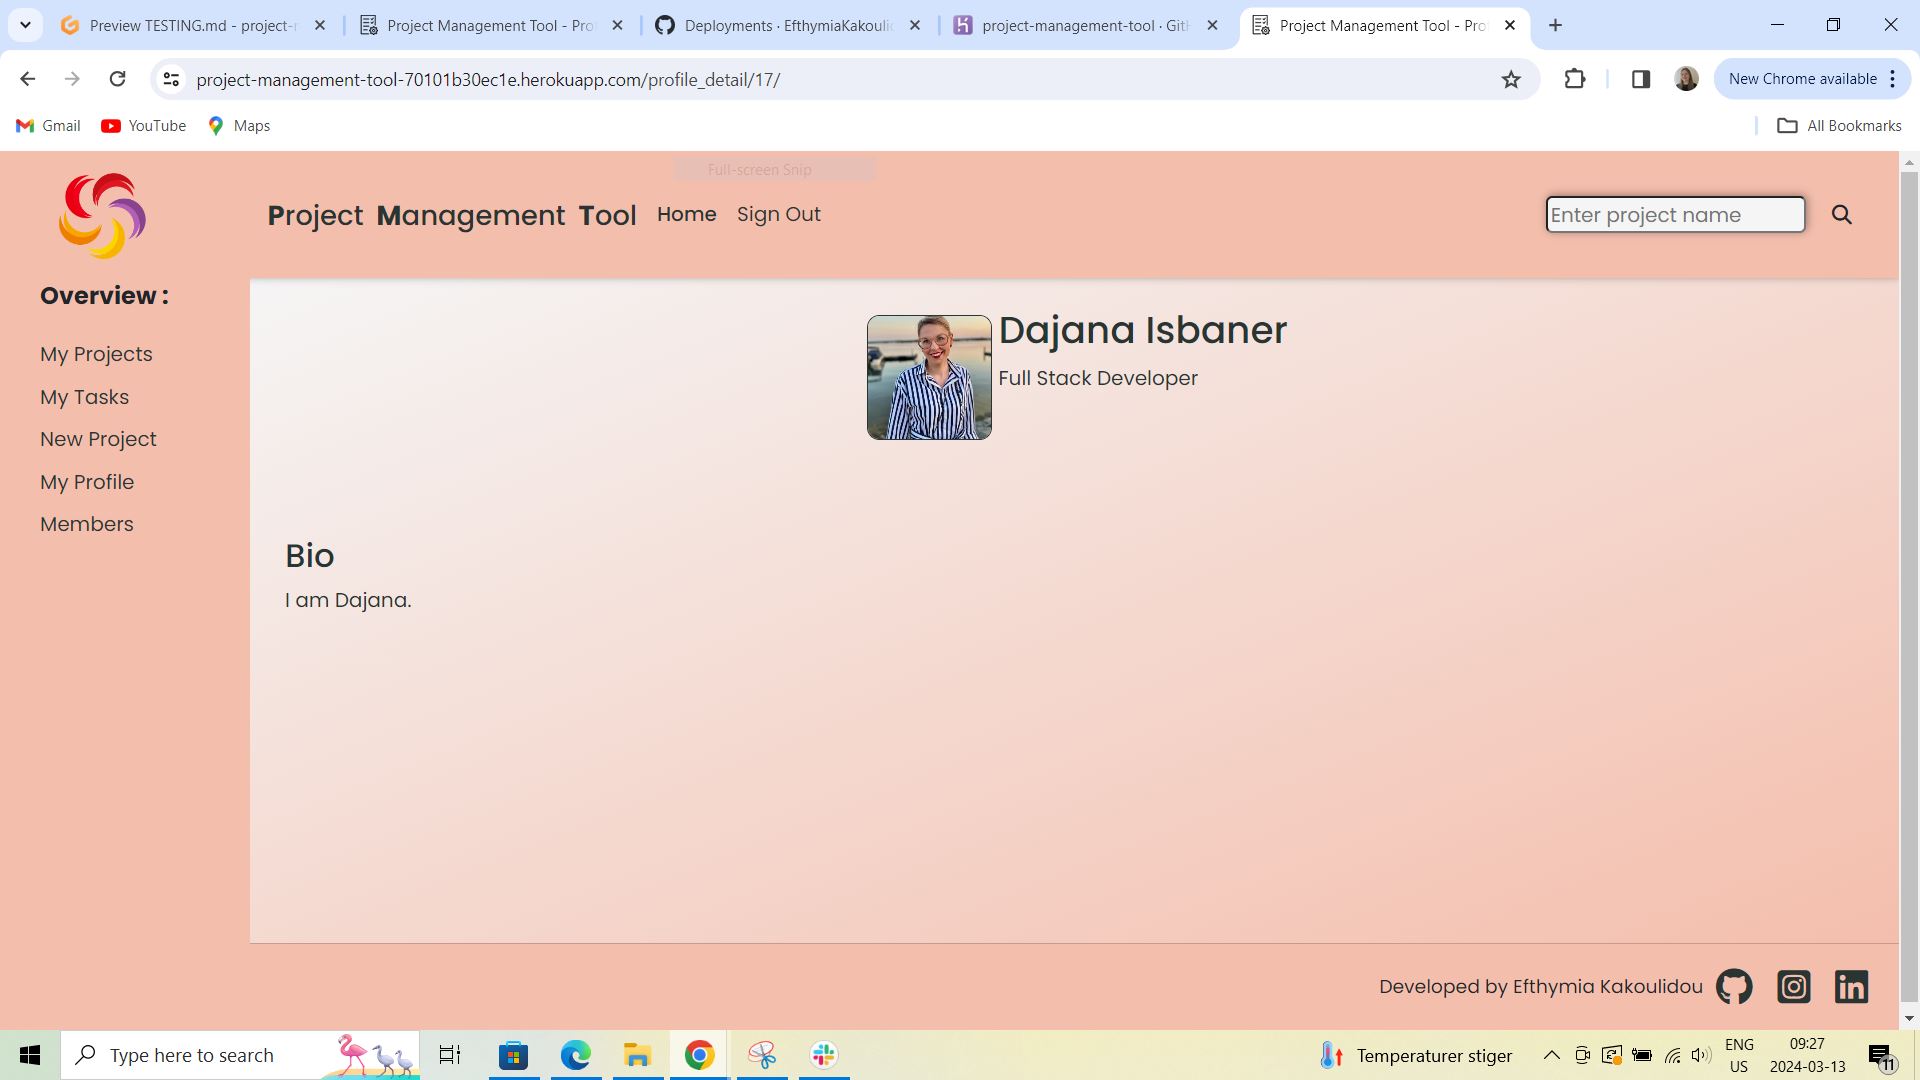 Preview TESTING.md - project-
Project Management Tool - Pro
Deployments · EfthymiaKakouli
project-management-tool · Git
Project Management Tool - Pro
project-management-tool-70101b30ec1e.herokuapp.com/profile_detail/17/
New Chrome available
Gmail
YouTube
Maps
All Bookmarks
Full-screen Snip
Project Management Tool
Home
Sign Out
Enter project name
Overview :
My Projects
My Tasks
New Project
My Profile
Members
Dajana Isbaner
Full Stack Developer
Bio
I am Dajana.
Developed by Efthymia Kakoulidou
Type here to search
Temperaturer stiger
ENG
US
09:27
2024-03-13
11